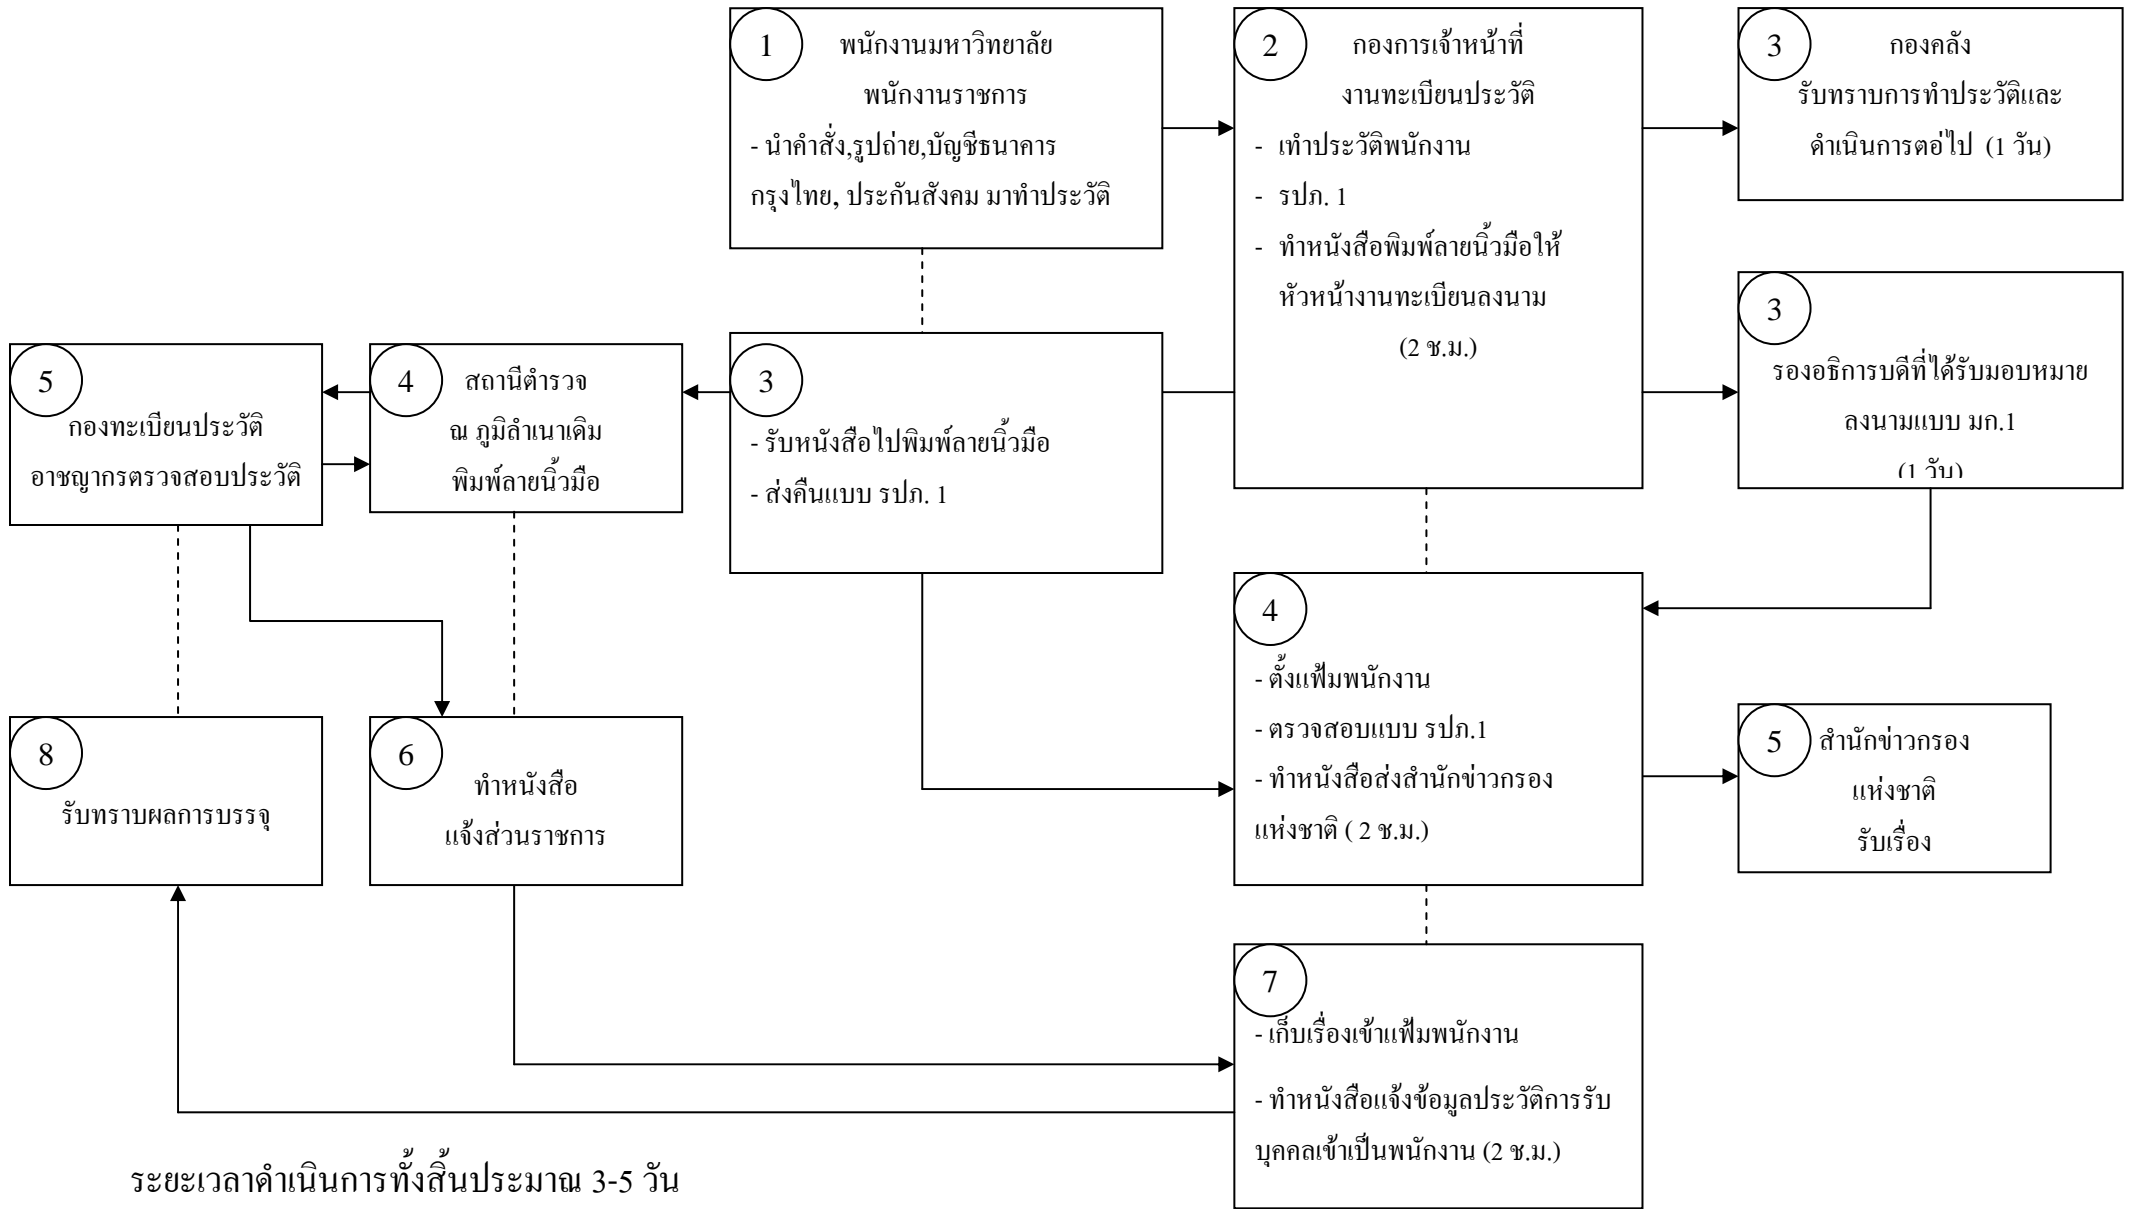 1
พนักงานมหาวิทยาลัย
พนักงานราชการ
- นำคำสั่ง,รูปถ่าย,บัญชีธนาคาร
กรุงไทย, ประกันสังคม มาทำประวัติ
2
กองการเจ้าหน้าที่
งานทะเบียนประวัติ
- เทำประวัติพนักงาน
- รปภ. 1
- ทำหนังสือพิมพ์ลายนิ้วมือให้
หัวหน้างานทะเบียนลงนาม
(2 ช.ม.)
3
กองคลัง
รับทราบการทำประวัติและ
ดำเนินการตอ่ไป (1 วัน)
3
รองอธิการบดีที่ได้รับมอบหมาย
ลงนามแบบ มก.1
(1 วัน)
5
กองทะเบียนประวัติ
อาชญากรตรวจสอบประวัติ
4
สถานีตำรวจ
ณ ภูมิลำเนาเดิม
พิมพ์ลายนิ้วมือ
3
- รับหนังสือไปพิมพ์ลายนิ้วมือ
- ส่งคืนแบบ รปภ. 1
4
- ตั้งแฟ้มพนักงาน
- ตรวจสอบแบบ รปภ.1
- ทำหนังสือส่งสำนักข่าวกรอง
แห่งชาติ ( 2 ช.ม.)
5
สำนักข่าวกรอง
แห่งชาติ
รับเรื่อง
8
รับทราบผลการบรรจุ
6
ทำหนังสือ
แจ้งส่วนราชการ
7
- เก็บเรื่องเข้าแฟ้มพนักงาน
- ทำหนังสือแจ้งข้อมูลประวัติการรับ
บุคคลเข้าเป็นพนักงาน (2 ช.ม.)
ระยะเวลาดำเนินการทั้งสิ้นประมาณ 3-5 วัน